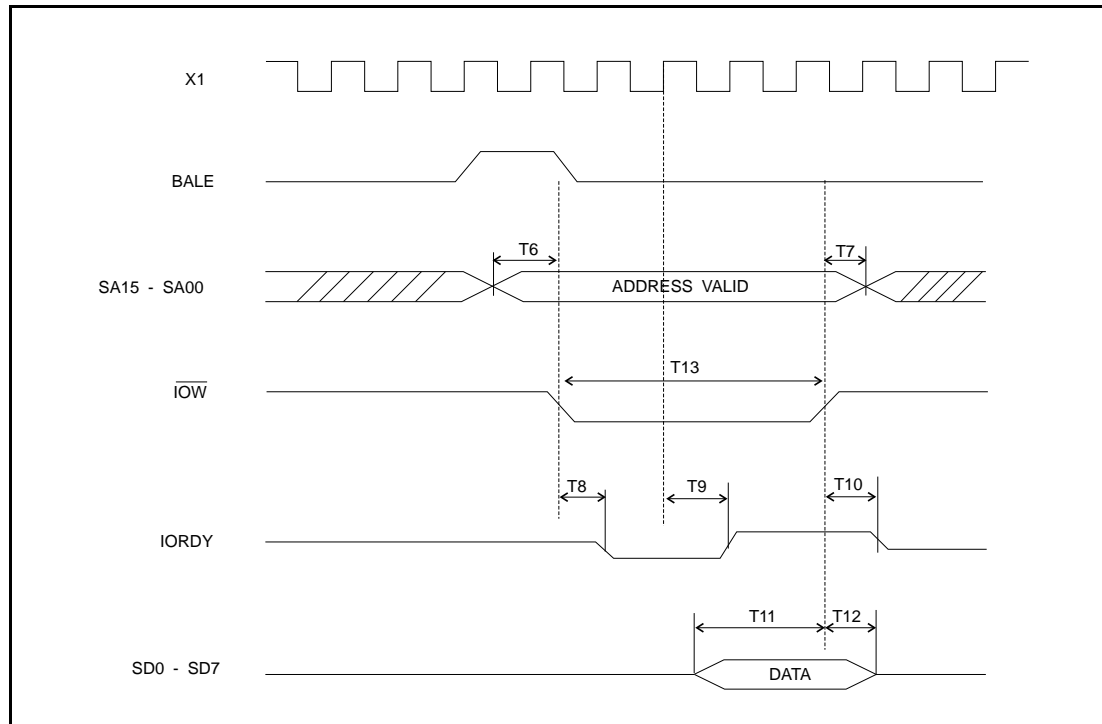 X1
BALE
T6
T7
SA15 - SA00
ADDRESS VALID
T13
IOW
T8
T9
T10
IORDY
T11
T12
SD0 - SD7
DATA